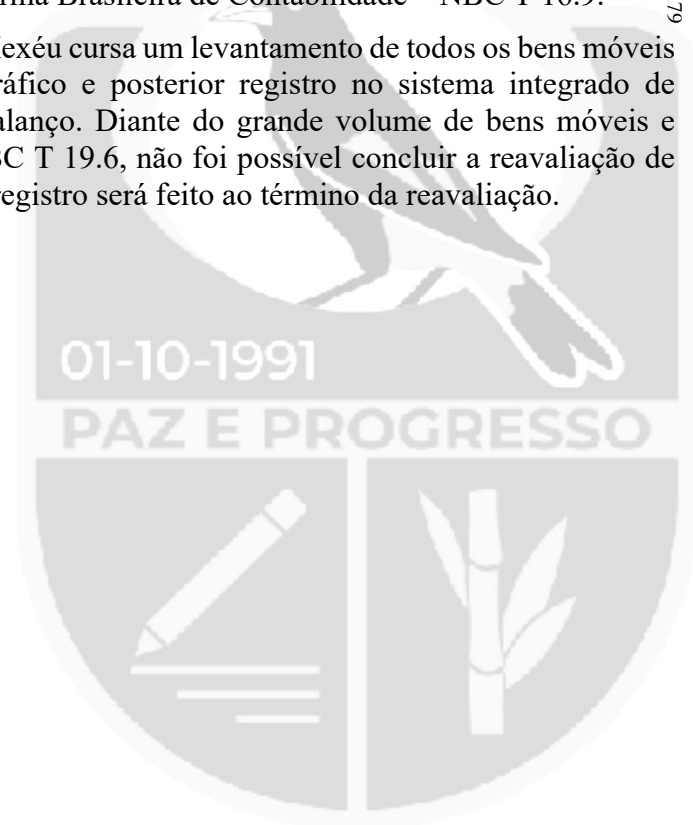 Brasileira de Contabilidade – NBC T 16.9.
79
exéu cursa um levantamento de todos os bens móveis
ráfico e posterior registro no sistema integrado de
alanço. Diante do grande volume de bens móveis e
C T 19.6, não foi possível concluir a reavaliação de
registro será feito ao término da reavaliação.
01-10-1991
PAZ E PROGRESSO